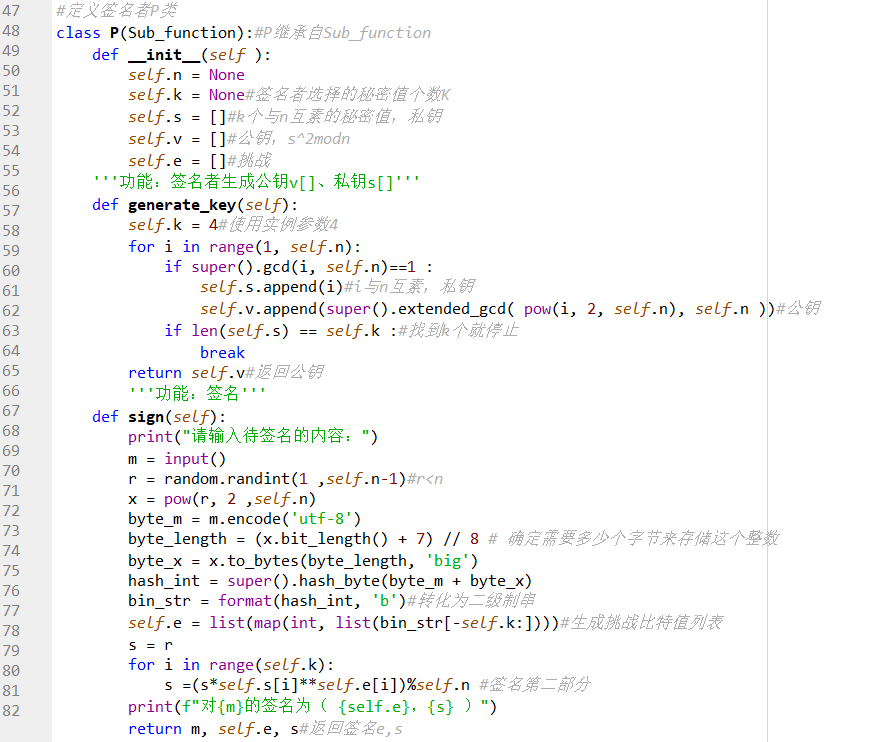 47 #定义签名者P类
48 class P(Sub_function):#P继承自Sub_function
49     def __init__(self ):
50         self.n = None
51         self.k = None#签名者选择的秘密值个数K
52         self.s = []#k个与n互素的秘密值，私钥
53         self.v = []#公钥，s^2modn
54         self.e = []#挑战
55     '''功能：签名者生成公钥v[]、私钥s[]'''
56     def generate_key(self):
57         self.k = 4#使用实例参数4
58         for i in range(1, self.n):
59             if super().gcd(i, self.n)==1 :
60                 self.s.append(i)#i与n互素，私钥
61                 self.v.append(super().extended_gcd( pow(i, 2, self.n), self.n ))#公钥
62             if len(self.s) == self.k :#找到k个就停止
63                 break
64         return self.v#返回公钥
65         '''功能：签名'''
66     def sign(self):
67         print("请输入待签名的内容：")
68         m = input()
69         r = random.randint(1 ,self.n-1)#r<n
70         x = pow(r, 2 ,self.n)
71         byte_m = m.encode('utf-8')
72         byte_length = (x.bit_length() + 7) // 8 # 确定需要多少个字节来存储这个整数
73         byte_x = x.to_bytes(byte_length, 'big')
74         hash_int = super().hash_byte(byte_m + byte_x)
75         bin_str = format(hash_int, 'b')#转化为二级制串
76         self.e = list(map(int, list(bin_str[-self.k:])))#生成挑战比特值列表
77         s = r
78         for i in range(self.k):
79             s =(s*self.s[i]**self.e[i])%self.n #签名第二部分
80         print(f"对{m}的签名为（ {self.e}，{s} ）")
81         return m, self.e, s#返回签名e,s
82